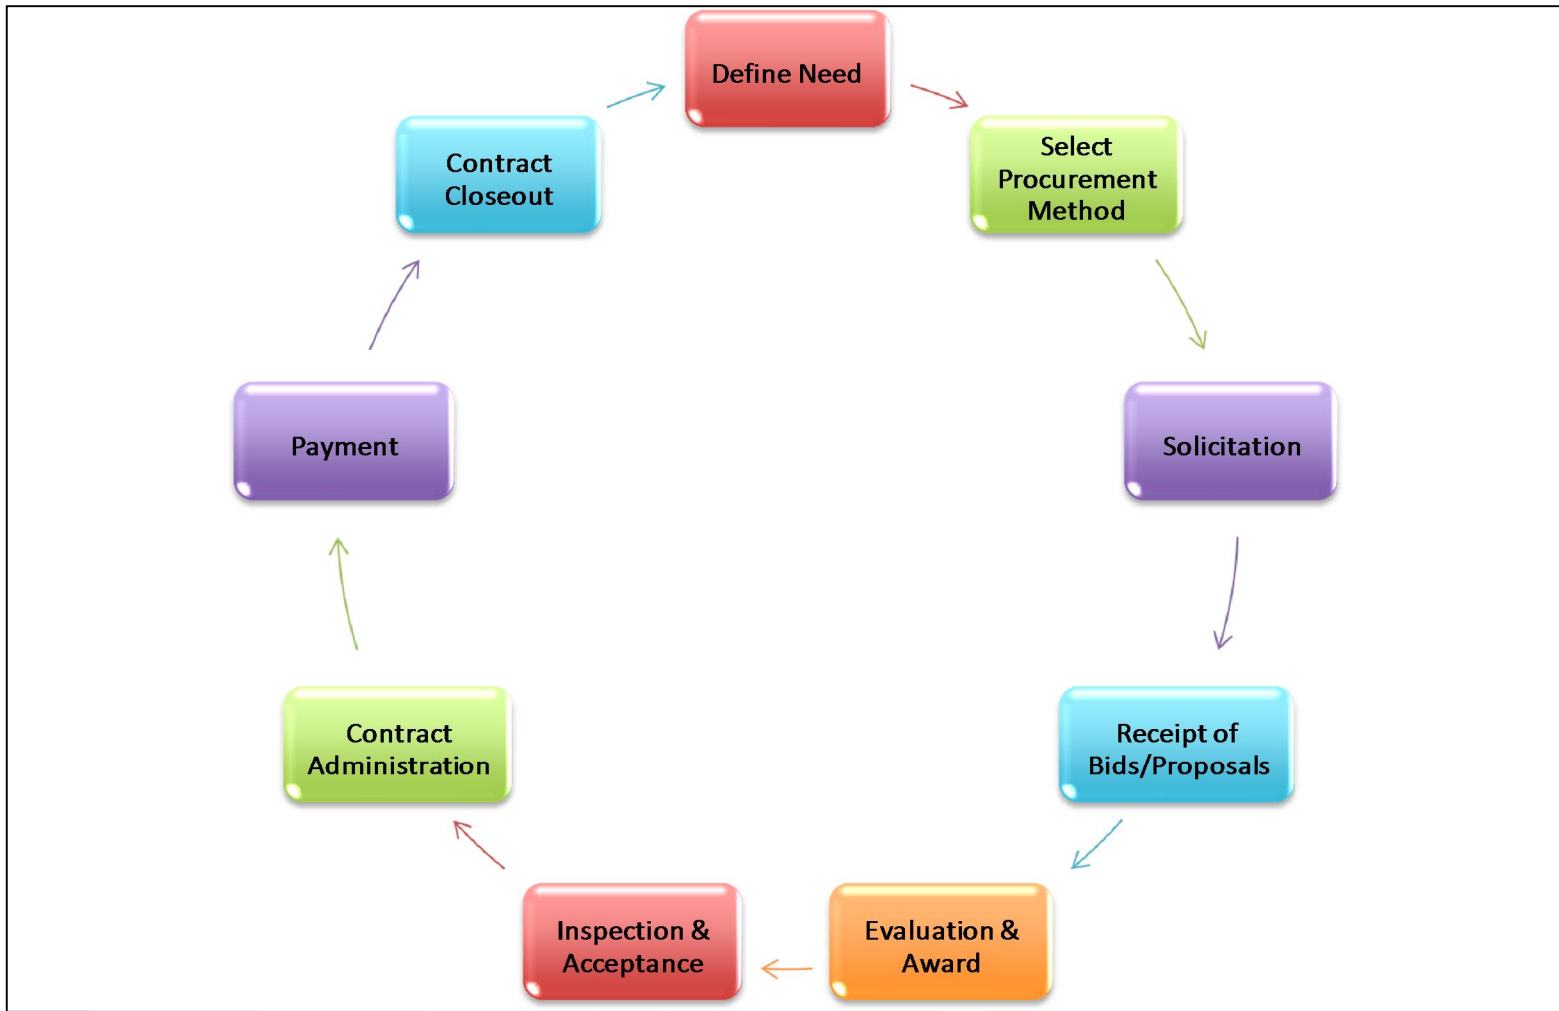 Define Need
Select
Procurement
Method
Solicitation
Receipt of
Bids/Proposals
Evaluation &
Award
Inspection &
Acceptance
Contract
Administration
Payment
Contract
Closeout